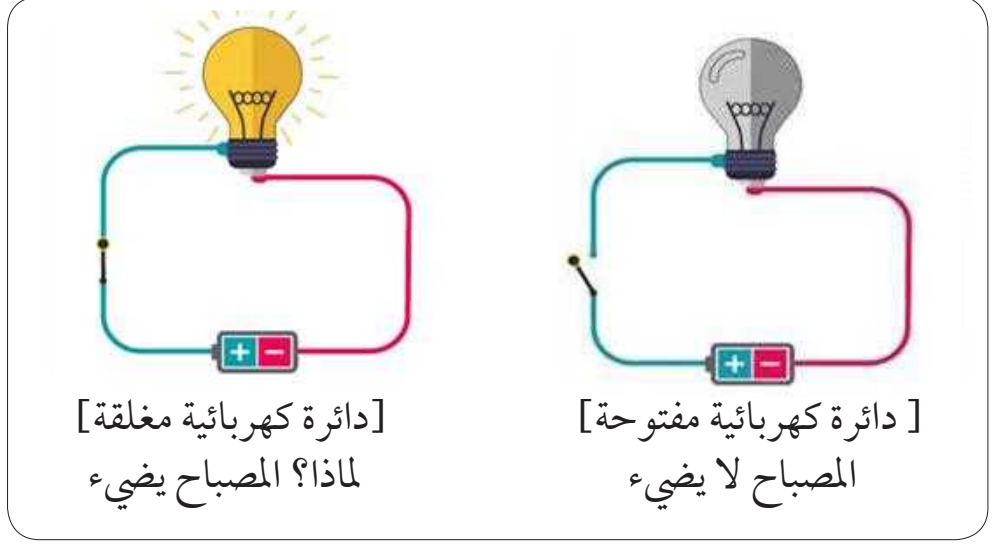 + -
+ -
[ دائرة كهربائية مفتوحة]
المصباح لا يضيء
[دائرة كهربائية مغلقة]
لماذا؟ المصباح يضيء